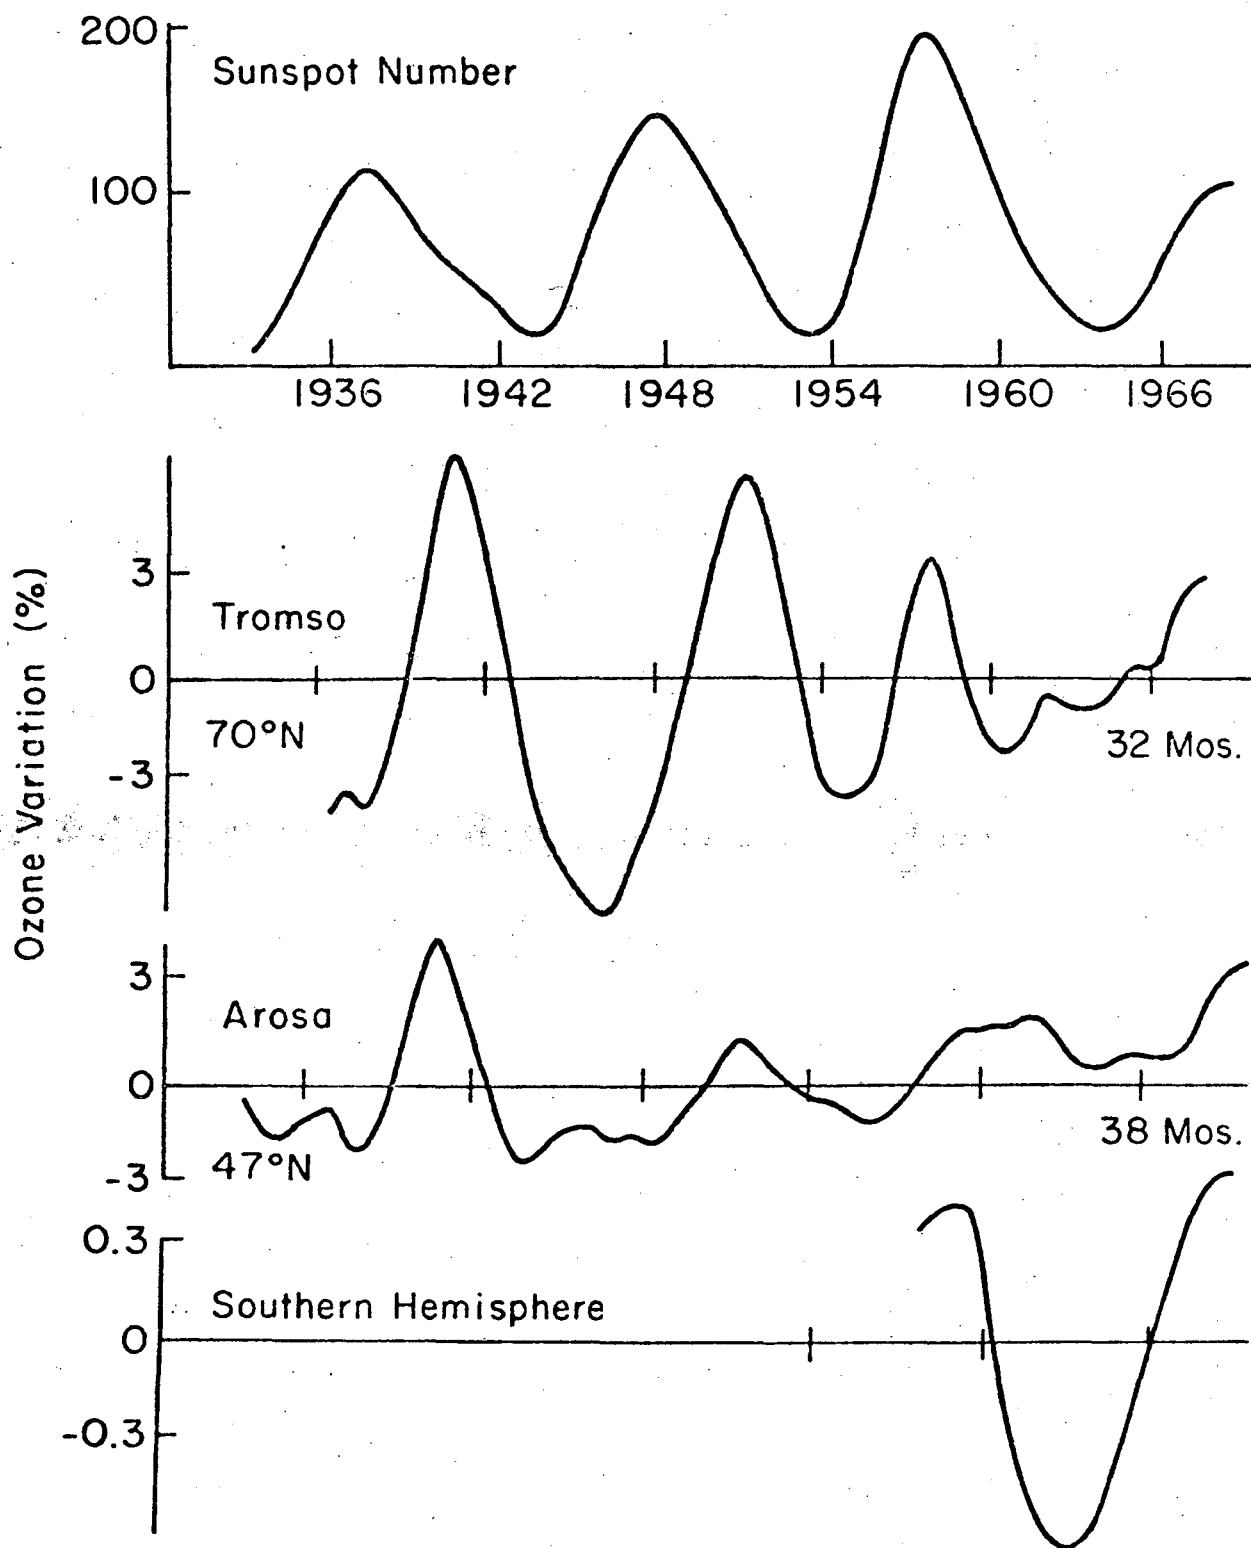 200
Sunspot Number
100
1936 1942 1948 1954 1960 1966
Ozone Variation (%)
3
Tromso
0
70°N
32 Mos.
-3
3
Arosa
0
38 Mos.
47°N
-3
0.3
Southern Hemisphere
0
-0.3